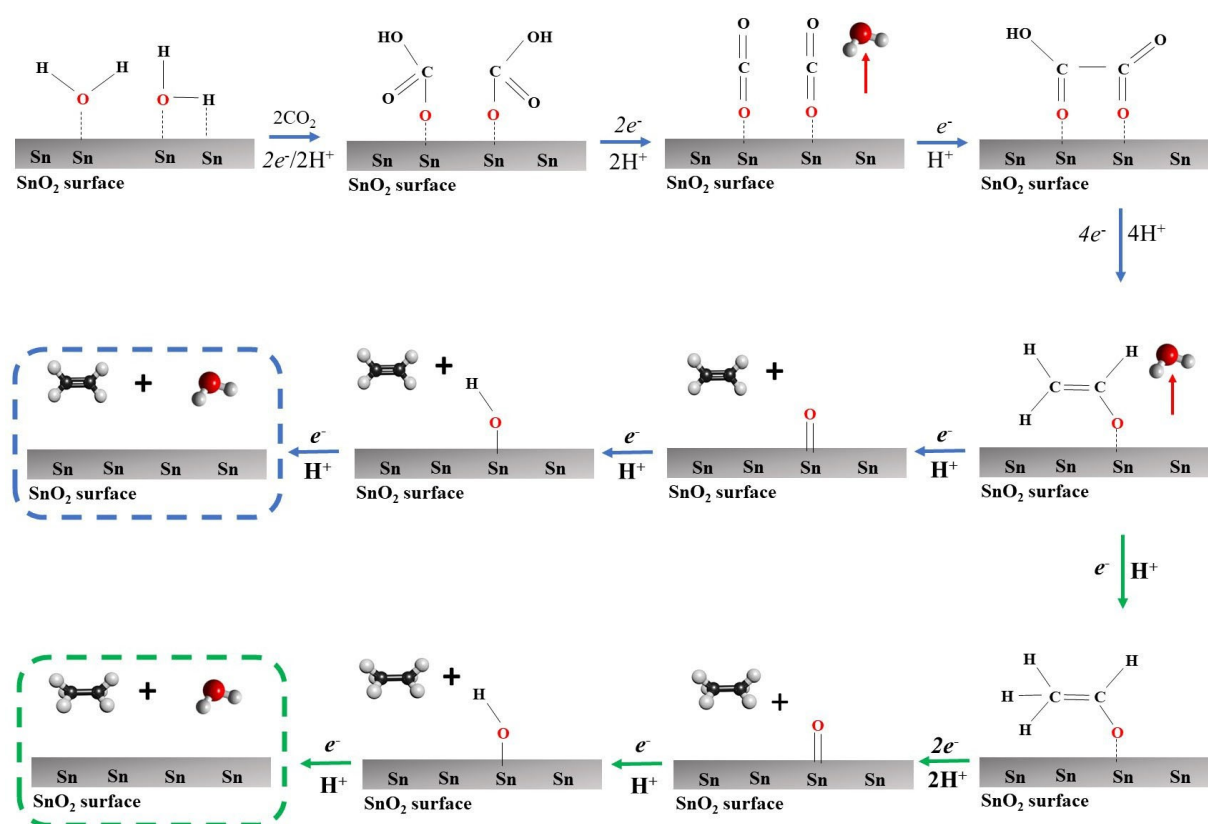 H H H
O O H
Sn Sn Sn Sn
SnO2 surface
2CO2
2e-/2H+
HO OH
C C
O O
O O
Sn Sn Sn Sn
SnO2 surface
2e-
2H+
O O
C C
O O
Sn Sn Sn Sn
SnO2 surface
e-
H+
HO O
C C
O O
Sn Sn Sn Sn
SnO2 surface
4e- 4H+
H H
C C
H O
Sn Sn Sn Sn
SnO2 surface
e-
H+
+
O
Sn Sn Sn Sn
SnO2 surface
e-
H+
+
H
O
Sn Sn Sn Sn
SnO2 surface
e-
H+
+
Sn Sn Sn Sn
SnO2 surface
e- H+
H H
H C C
H O
Sn Sn Sn Sn
SnO2 surface
2e-
2H+
+
O
Sn Sn Sn Sn
SnO2 surface
e-
H+
+
H
O
Sn Sn Sn Sn
SnO2 surface
e-
H+
+
Sn Sn Sn Sn
SnO2 surface